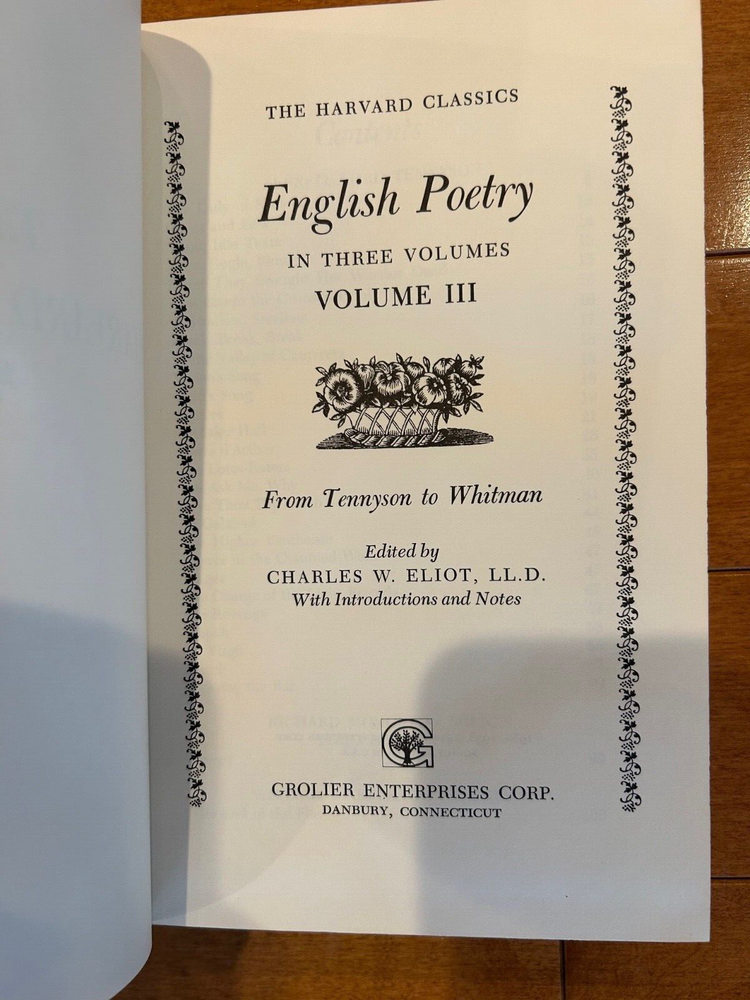 THE HARVARD CLASSICS
English Poetry
IN THREE VOLUMES
VOLUME III
From Tennyson to Whitman
Edited by
CHARLES W. ELIOT, LL.D.
With Introductions and Notes
G
GROLIER ENTERPRISES CORP.
DANBURY, CONNECTICUT